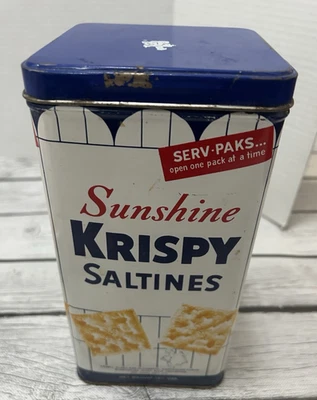 SERV-PAKS...
open one pack at a time
Sunshine
KRISPY
SALTINES